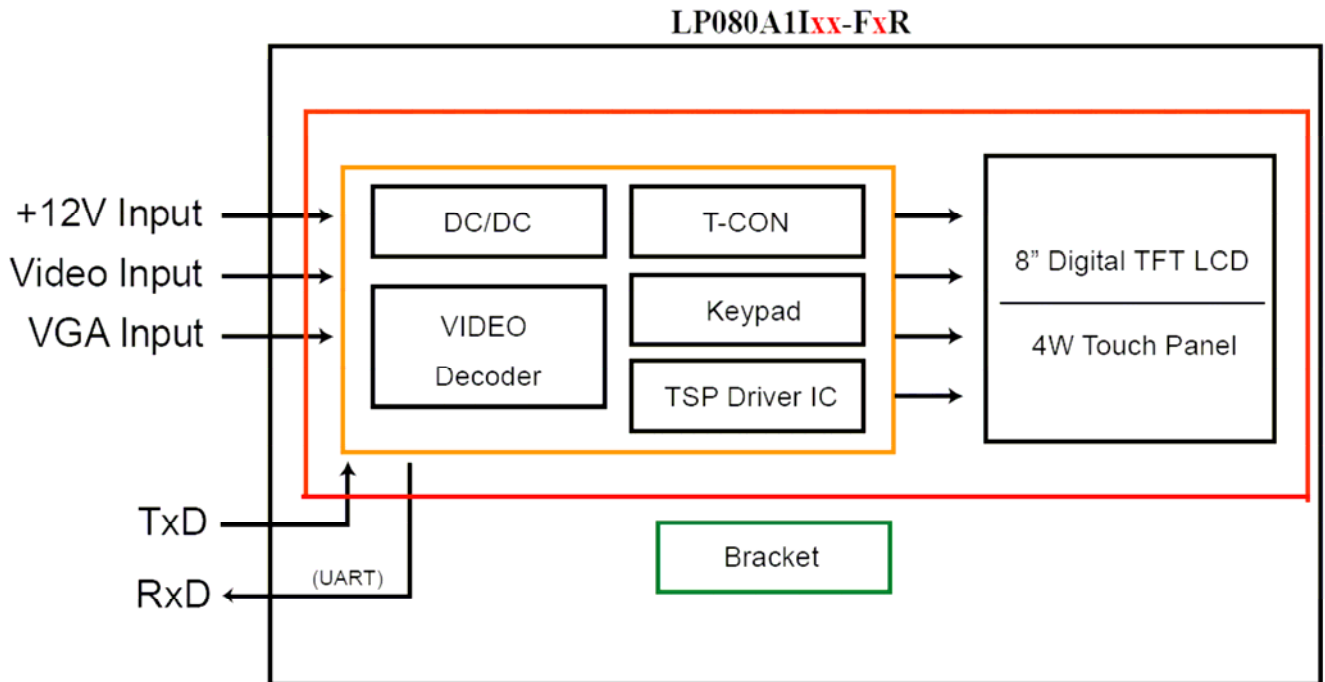 LP080A1Ixx-FxR
+12V Input
Video Input
VGA Input
DC/DC
T-CON
VIDEO
Decoder
Keypad
TSP Driver IC
8” Digital TFT LCD
4W Touch Panel
TxD
RxD
(UART)
Bracket